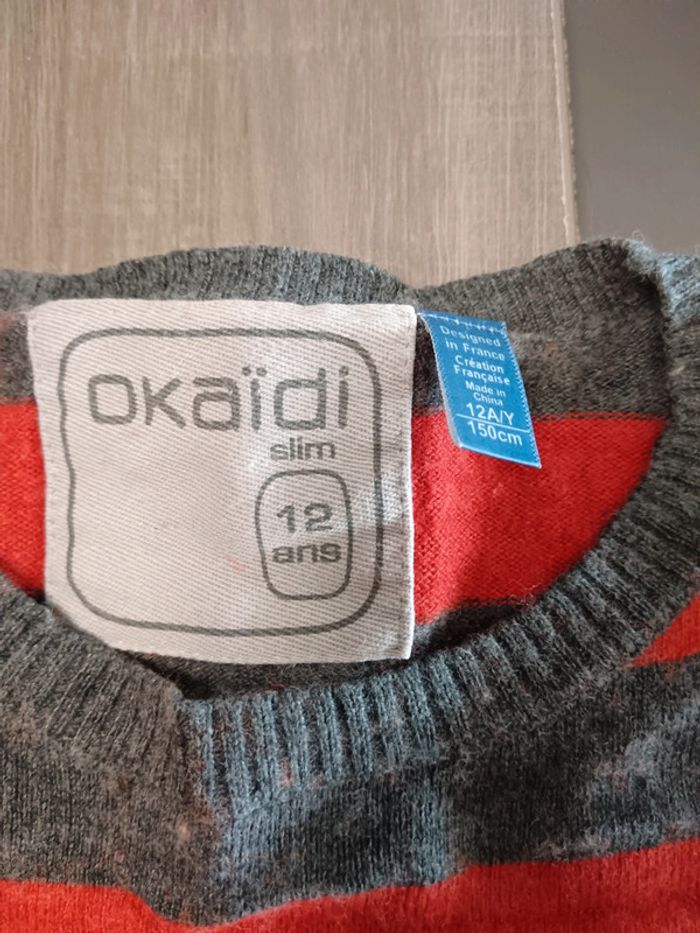 okaïdi
slim
12
ans
Designed
in France
Création
Française
Made in
China
12A/Y
150cm